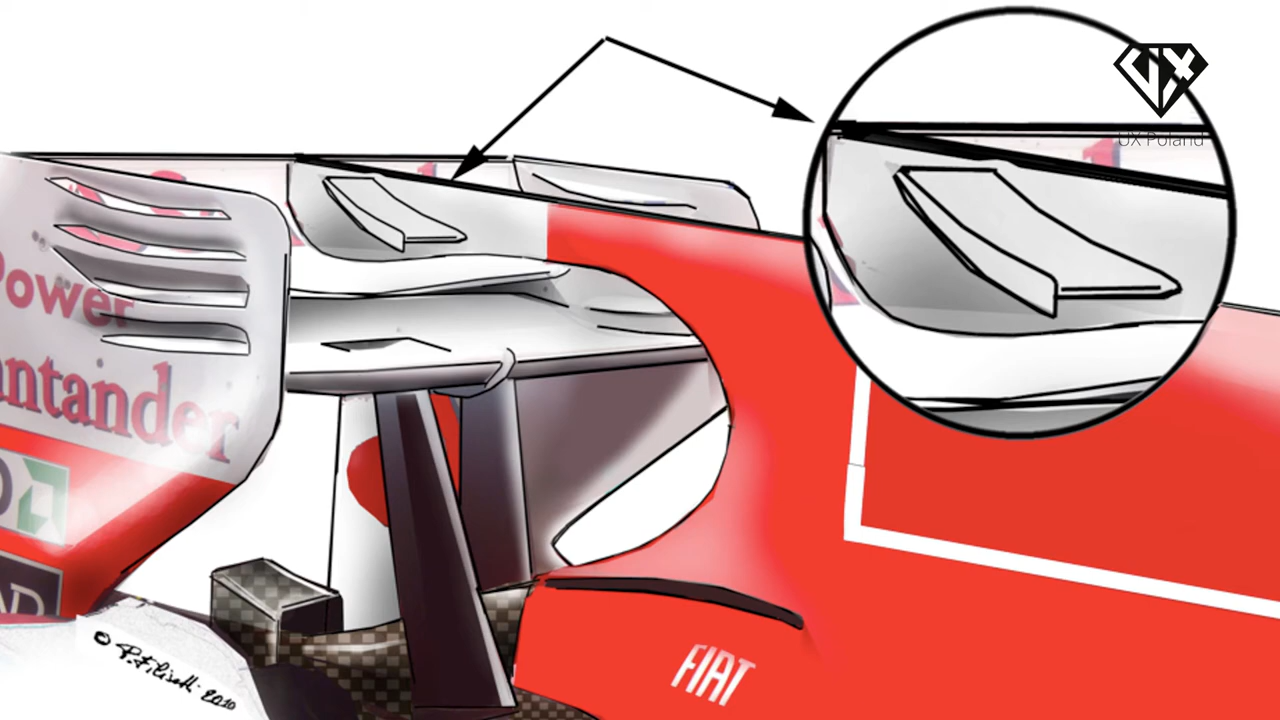 UX Poland
Power
antander
FIAT
© P. Filisetti 2010